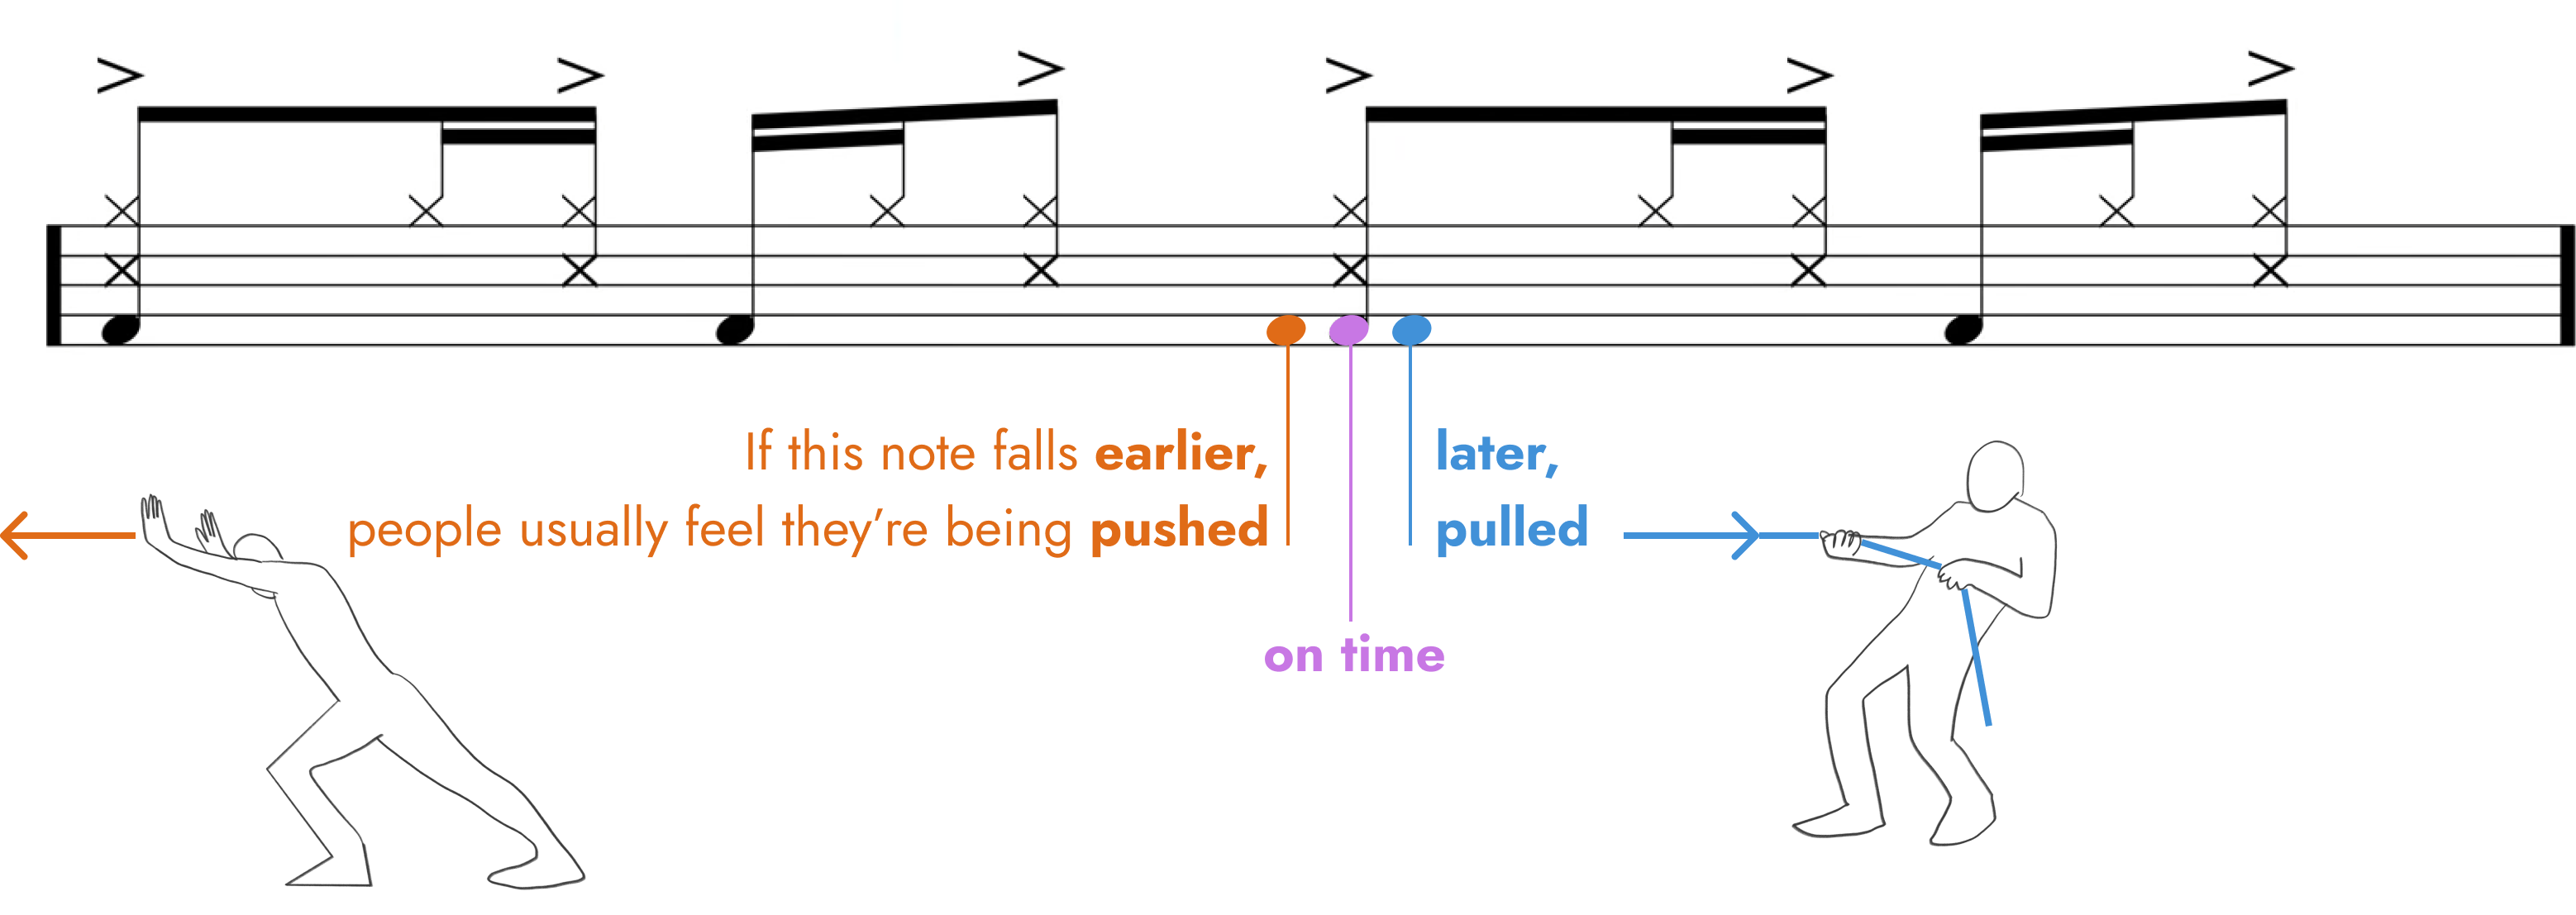 If this note falls earlier,
people usually feel they’re being pushed
later,
pulled
on time